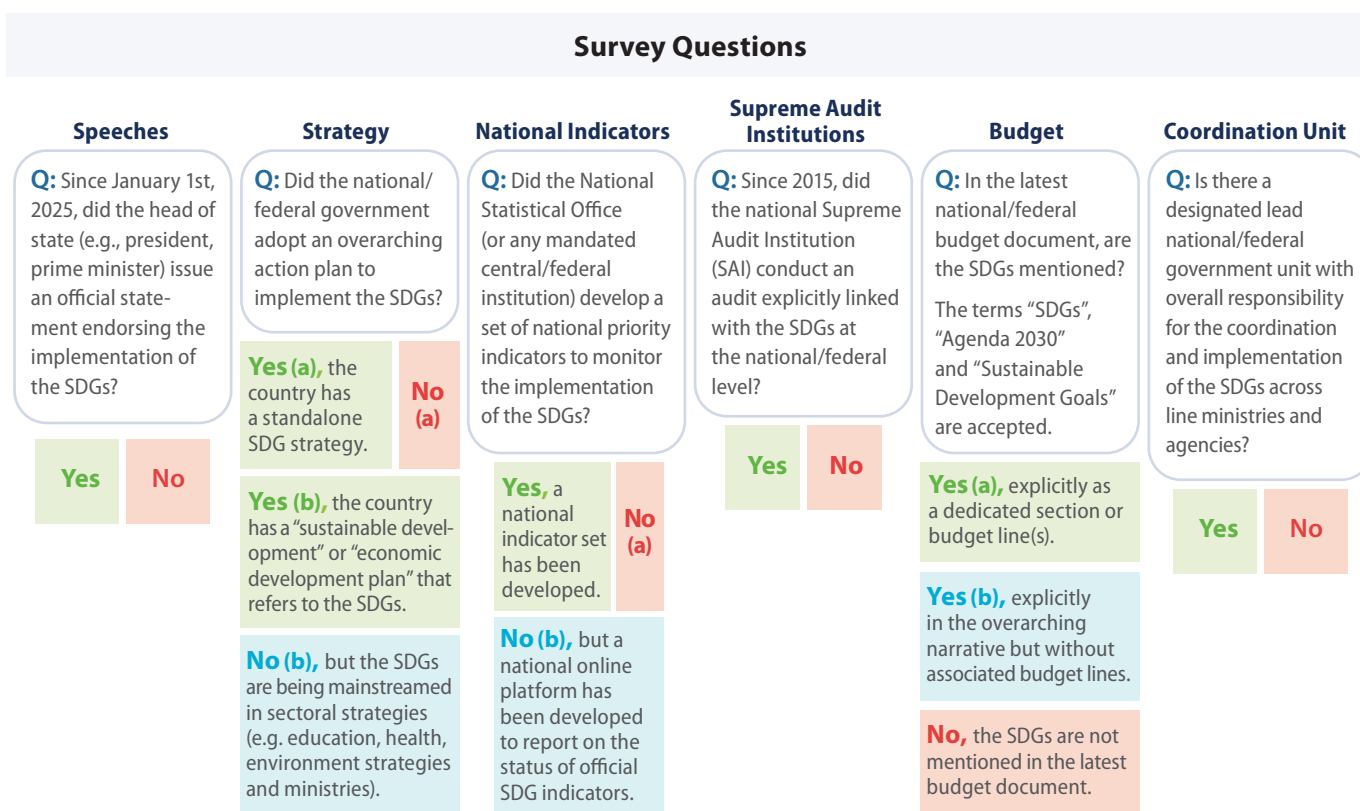 Survey Questions
Speeches
Q: Since January 1st,
2025, did the head of
state (e.g., president,
prime minister) issue
an official state-
ment endorsing the
implementation of
the SDGs?
Yes
No
Strategy
Q: Did the national/
federal government
adopt an overarching
action plan to
implement the SDGs?
Yes (a), the
country has
a standalone
SDG strategy.
No
(a)
Yes (b), the country
has a “sustainable devel-
opment” or “economic
development plan” that
refers to the SDGs.
No (b), but the SDGs
are being mainstreamed
in sectoral strategies
(e.g. education, health,
environment strategies
and ministries).
National Indicators
Q: Did the National
Statistical Office
(or any mandated
central/federal
institution) develop a
set of national priority
indicators to monitor
the implementation
of the SDGs?
Yes, a
national
indicator set
has been
developed.
No
(a)
No (b), but a
national online
platform has
been developed
to report on the
status of official
SDG indicators.
Supreme Audit
Institutions
Q: Since 2015, did
the national Supreme
Audit Institution
(SAI) conduct an
audit explicitly linked
with the SDGs at
the national/federal
level?
Yes
No
Budget
Q: In the latest
national/federal
budget document, are
the SDGs mentioned?
The terms “SDGs”,
“Agenda 2030”
and “Sustainable
Development Goals”
are accepted.
Yes (a), explicitly as
a dedicated section or
budget line(s).
Yes (b), explicitly
in the overarching
narrative but without
associated budget lines.
No, the SDGs are not
mentioned in the latest
budget document.
Coordination Unit
Q: Is there a
designated lead
national/federal
government unit with
overall responsibility
for the coordination
and implementation
of the SDGs across
line ministries and
agencies?
Yes
No